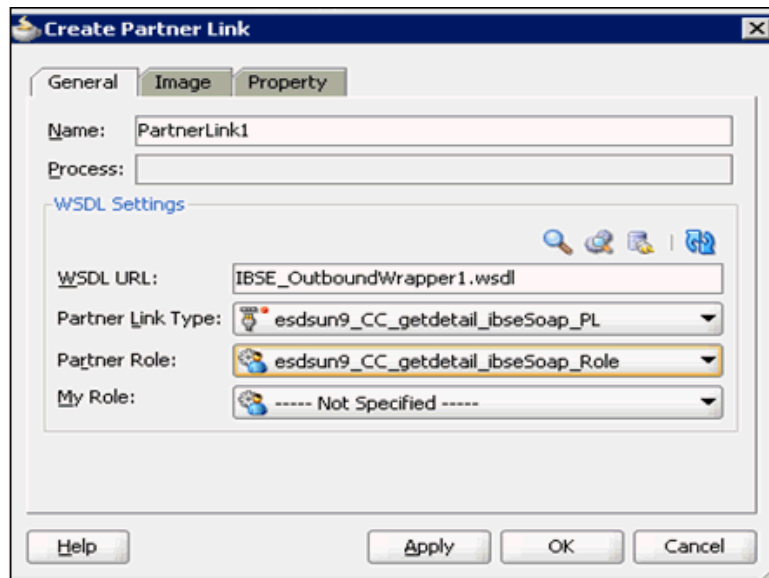 Create Partner Link
General Image Property
Name: PartnerLink1
Process:
WSDL Settings
WSDL URL: IBSE_OutboundWrapper1.wsdl
Partner Link Type: esdsun9_CC_getdetail_ibseSoap_PL
Partner Role: esdsun9_CC_getdetail_ibseSoap_Role
My Role: ----- Not Specified -----
Help Apply OK Cancel